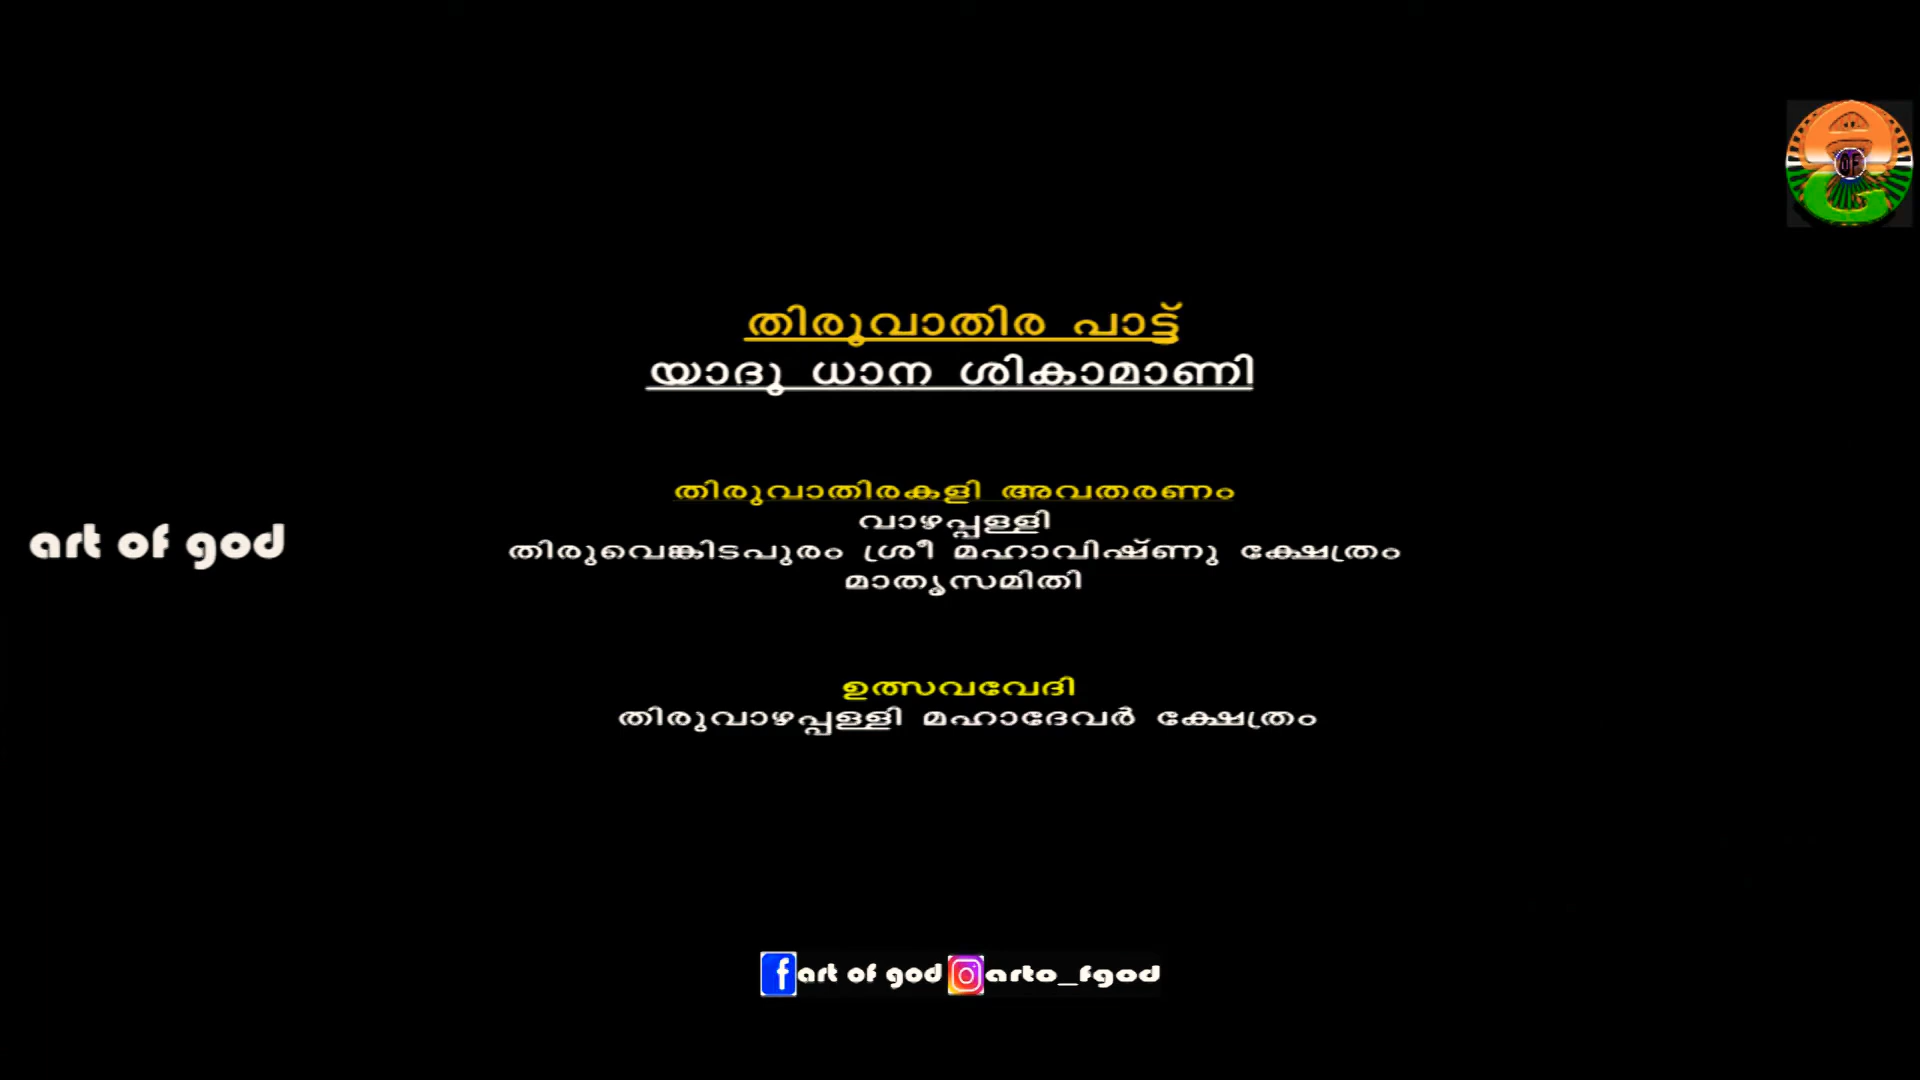 തിരുവാതിര പാട്ട്
യാദൂ ധാന ശികാമാണി
തിരുവാതിരകളി അവതരണം
വാഴപ്പള്ളി
തിരുവെങ്കിടപുരം ശ്രീ മഹാവിഷ്ണു ക്ഷേത്രം
മാതൃസമിതി
art of god
ഉത്സവവേദി
തിരുവാഴപ്പള്ളി മഹാദേവർ ക്ഷേത്രം
art of god arto_fgod